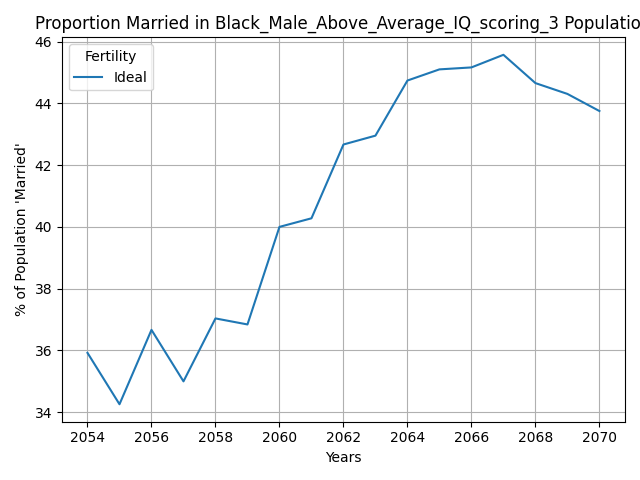 Proportion Married in Black_Male_Above_Average_IQ_scoring_3 Populatio
46
44
42
40
38
36
34
% of Population 'Married'
Fertility
Ideal
2054 2056 2058 2060 2062 2064 2066 2068 2070
Years